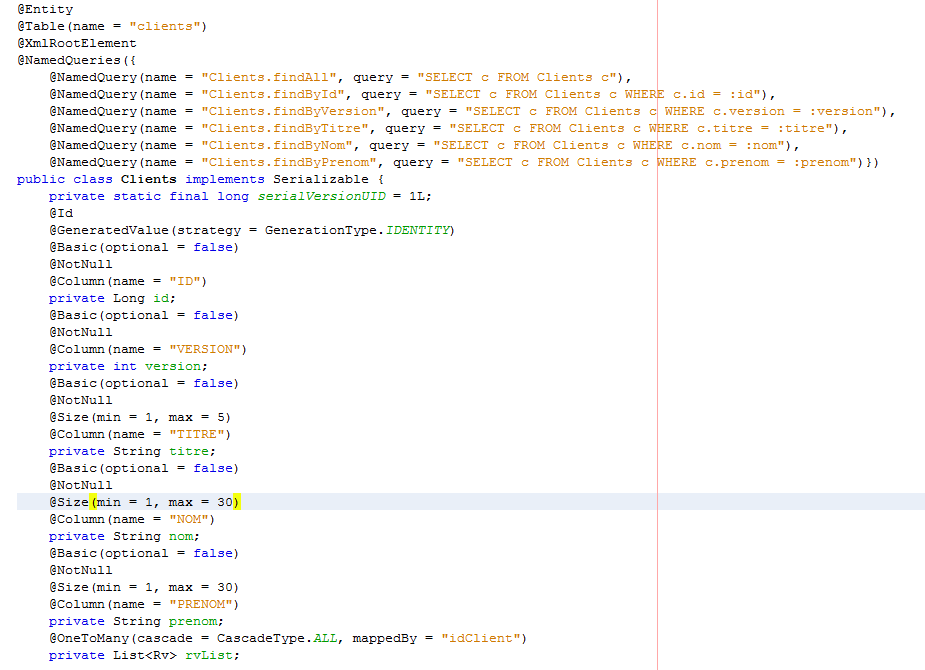 @Entity
@Table(name = "clients")
@XmlRootElement
@NamedQueries({
    @NamedQuery(name = "Clients.findAll", query = "SELECT c FROM Clients c"),
    @NamedQuery(name = "Clients.findById", query = "SELECT c FROM Clients c WHERE c.id = :id"),
    @NamedQuery(name = "Clients.findByVersion", query = "SELECT c FROM Clients c WHERE c.version = :version"),
    @NamedQuery(name = "Clients.findByTitre", query = "SELECT c FROM Clients c WHERE c.titre = :titre"),
    @NamedQuery(name = "Clients.findByNom", query = "SELECT c FROM Clients c WHERE c.nom = :nom"),
    @NamedQuery(name = "Clients.findByPrenom", query = "SELECT c FROM Clients c WHERE c.prenom = :prenom")})
public class Clients implements Serializable {
    private static final long serialVersionUID = 1L;
    @Id
    @GeneratedValue(strategy = GenerationType.IDENTITY)
    @Basic(optional = false)
    @NotNull
    @Column(name = "ID")
    private Long id;
    @Basic(optional = false)
    @NotNull
    @Column(name = "VERSION")
    private int version;
    @Basic(optional = false)
    @NotNull
    @Size(min = 1, max = 5)
    @Column(name = "TITRE")
    private String titre;
    @Basic(optional = false)
    @NotNull
    @Size(min = 1, max = 30)
    @Column(name = "NOM")
    private String nom;
    @Basic(optional = false)
    @NotNull
    @Size(min = 1, max = 30)
    @Column(name = "PRENOM")
    private String prenom;
    @OneToMany(cascade = CascadeType.ALL, mappedBy = "idClient")
    private List<Rv> rvList;